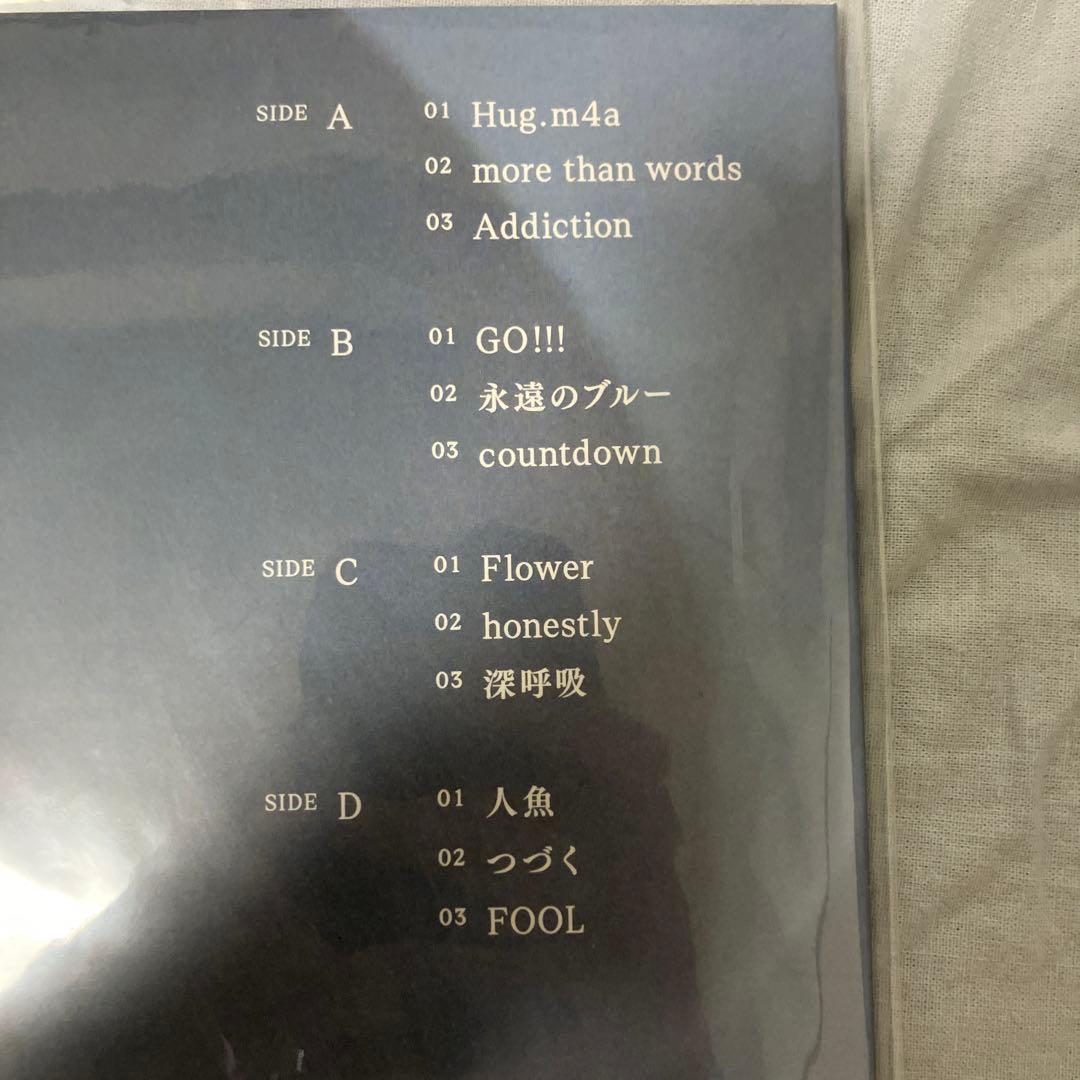 SIDE A 01 Hug.m4a
02 more than words
03 Addiction
SIDE B 01 GO!!!
02 永遠のブルー
03 countdown
SIDE C 01 Flower
02 honestly
03 深呼吸
SIDE D 01 人魚
02 つづく
03 FOOL